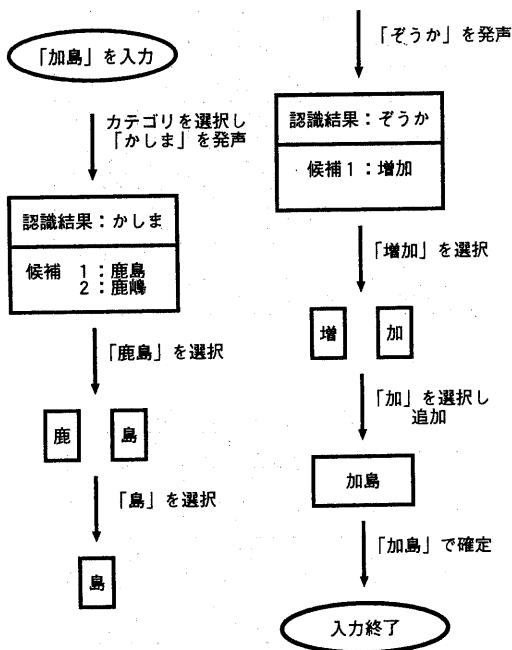 「加島」を入力
カテゴリを選択し
「かしま」を発声
認識結果：かしま
候補　1：鹿島
2：鹿嶋
「鹿島」を選択
鹿　島
「島」を選択
島
「ぞうか」を発声
認識結果：ぞうか
候補1：増加
「増加」を選択
増　加
「加」を選択し
追加
加島
「加島」で確定
入力終了